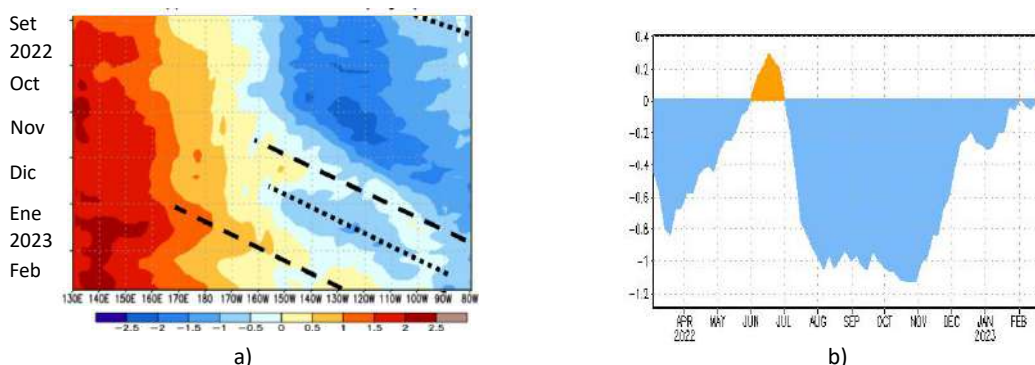 Set
2022
Oct
Nov
Dic
Ene
2023
Feb
130E 140E 150E 160E 170E 180 170W 160W 150W 140W 130W 120W 110W 100W 90W 80W
-2.5 -2 -1.5 -1 -0.5 0 0.5 1 1.5 2 2.5
a)
0.4
0.2
0
-0.2
-0.4
-0.6
-0.8
-1
-1.2
APR MAY JUN JUL AUG SEP OCT NOV DEC JAN FEB
2022 2023
b)